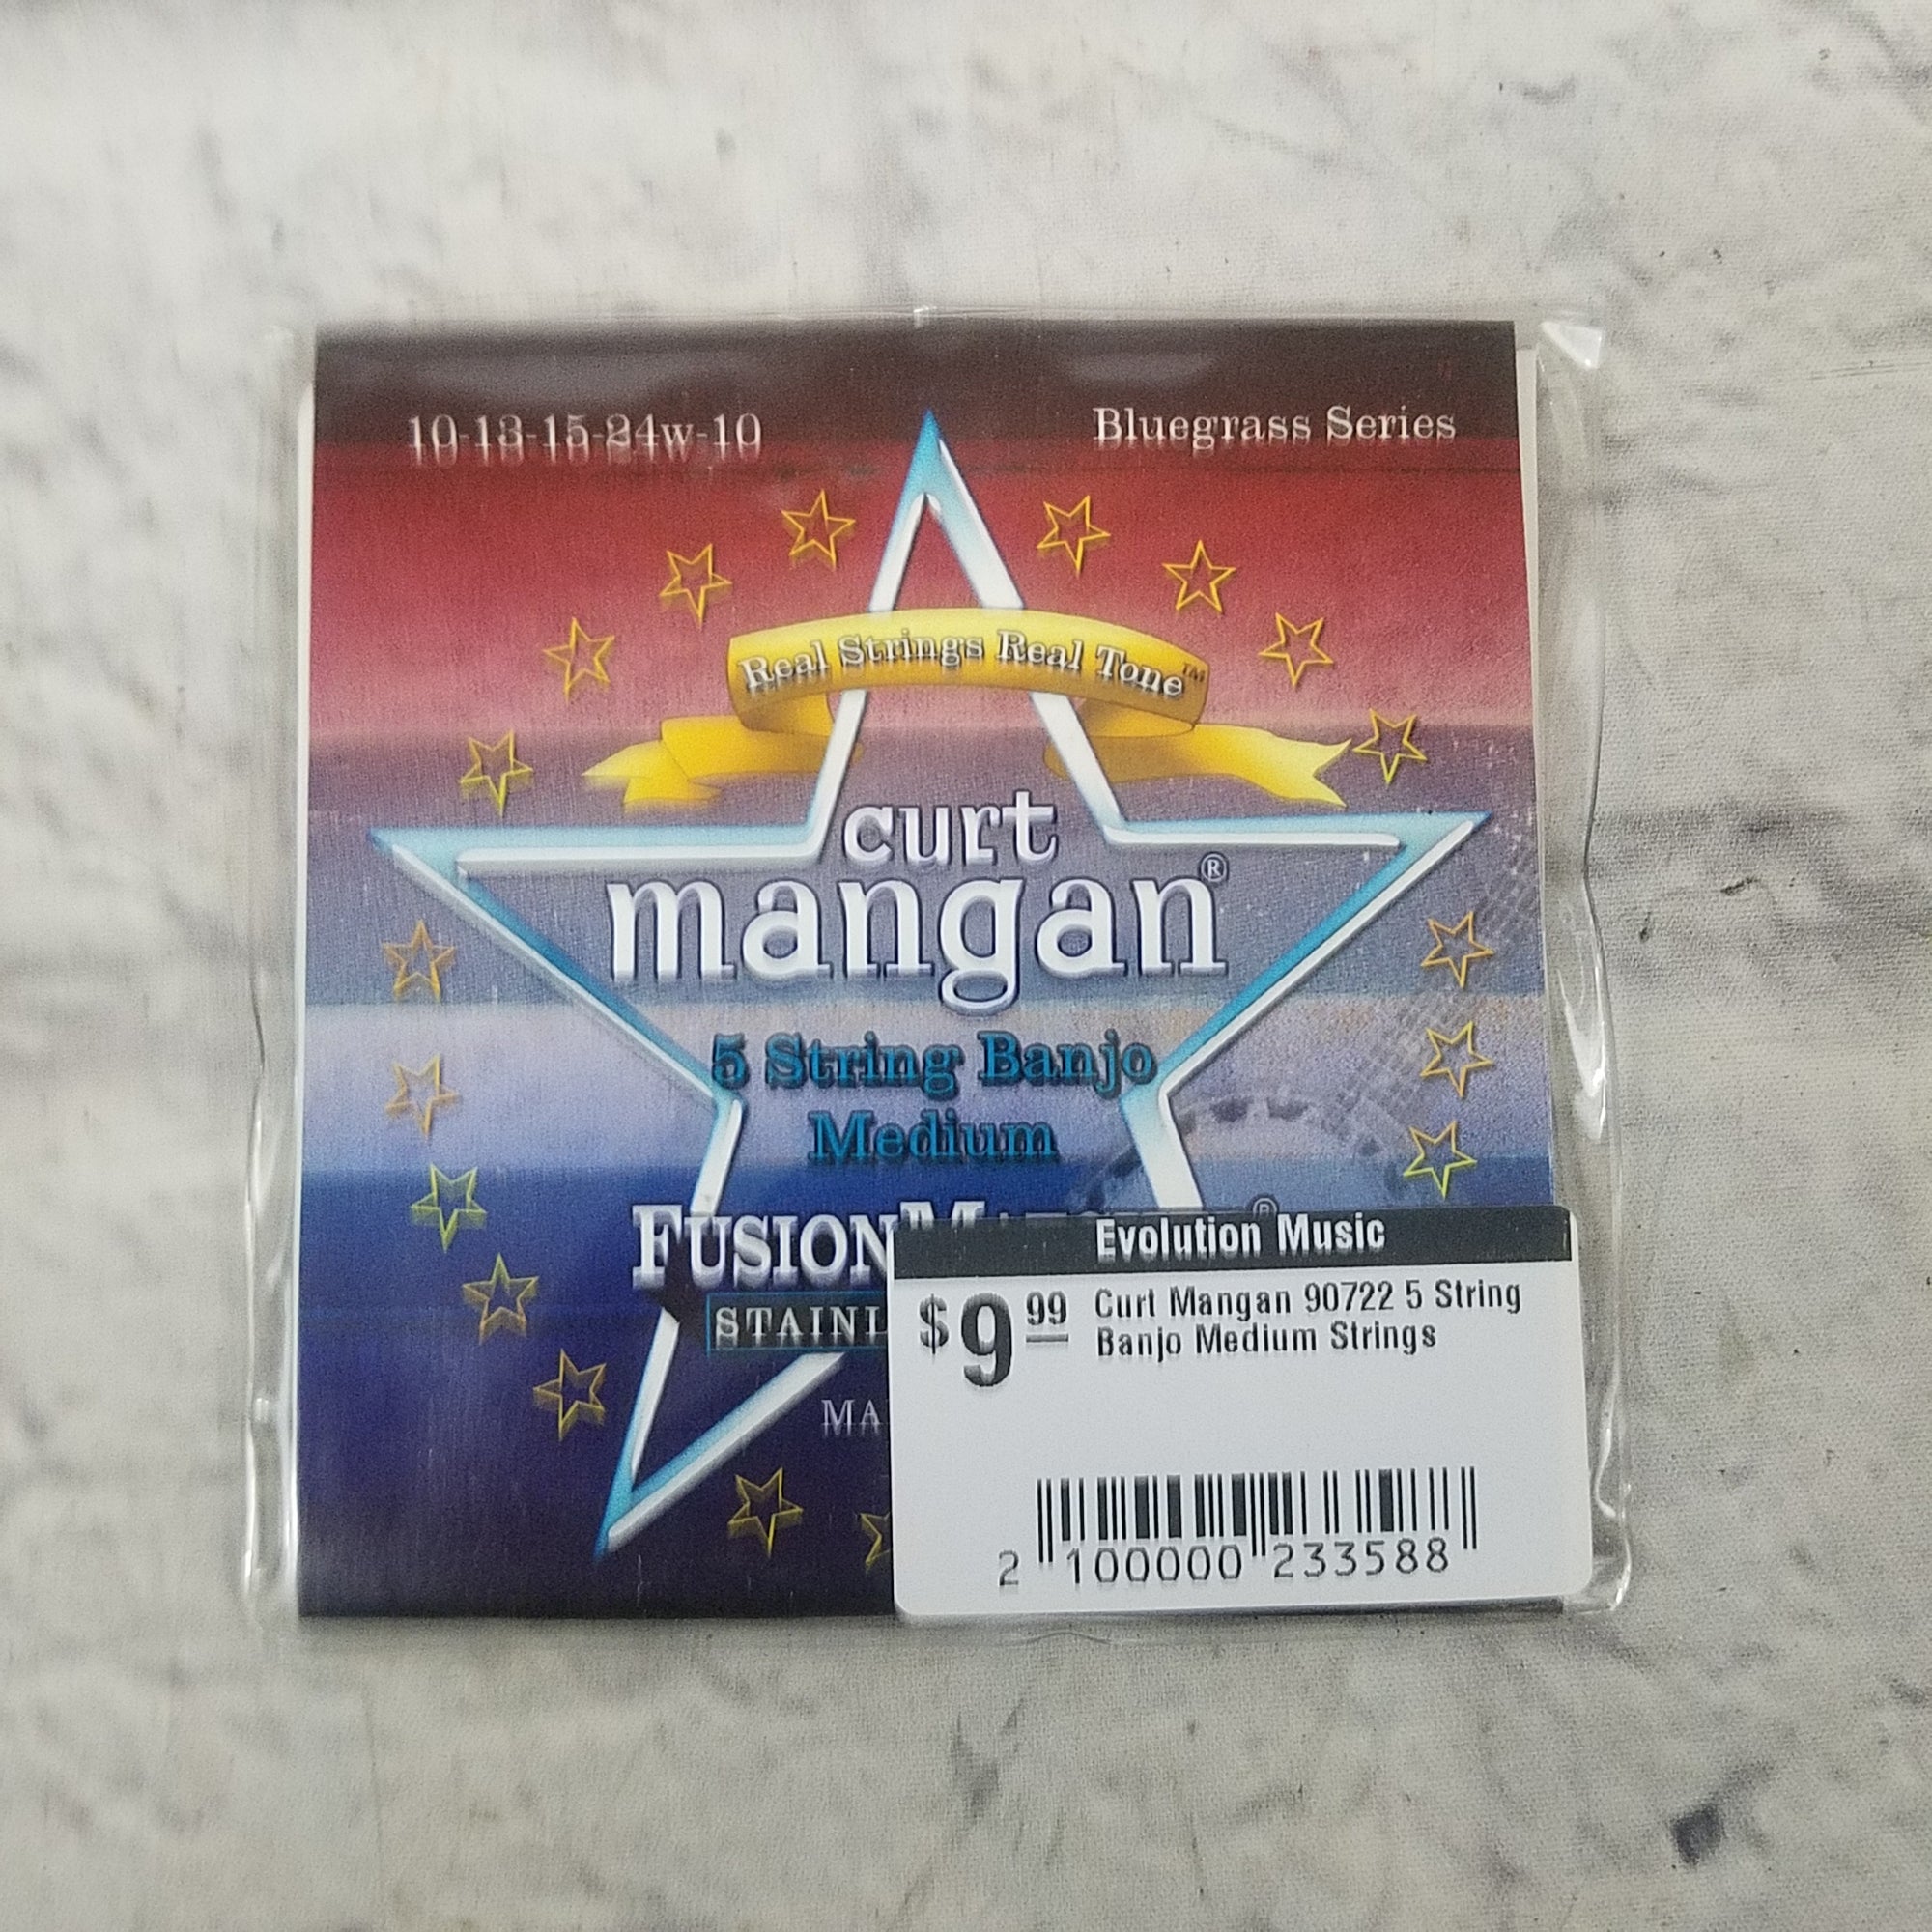 10-13-15-24w-10
Bluegrass Series
Real Strings Real Tone™
curt
mangan®
5 String Banjo
Medium
Evolution Music
$9.99
Curt Mangan 90722 5 String
Banjo Medium Strings
2 100000 233588